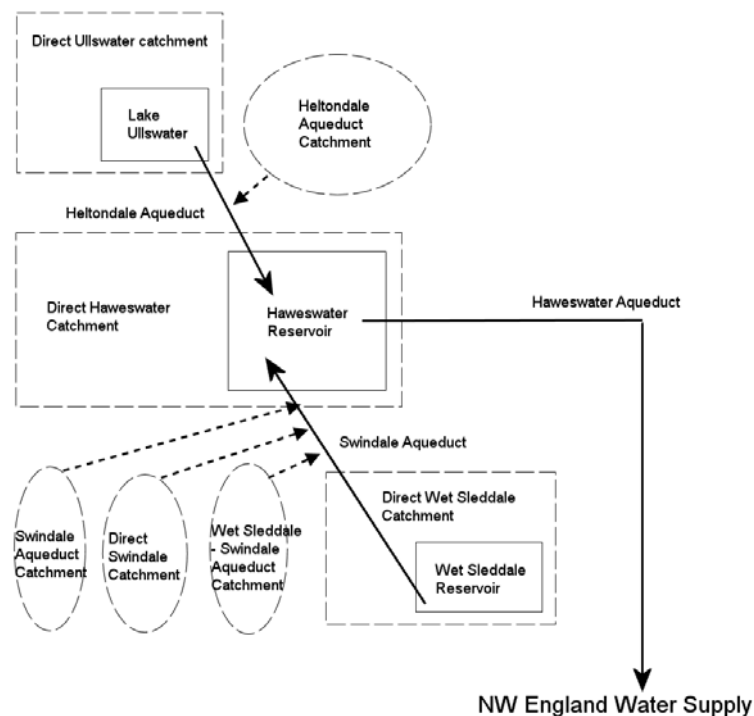 Direct Ullswater catchment
Lake
Ullswater
Heltondale
Aqueduct
Catchment
Heltondale Aqueduct
Direct Haweswater
Catchment
Haweswater
Reservoir
Haweswater Aqueduct
Swindale Aqueduct
Swindale
Aqueduct
Catchment
Direct
Swindale
Catchment
Wet Sleddale
- Swindale
Aqueduct
Catchment
Direct Wet Sleddale
Catchment
Wet Sleddale
Reservoir
NW England Water Supply